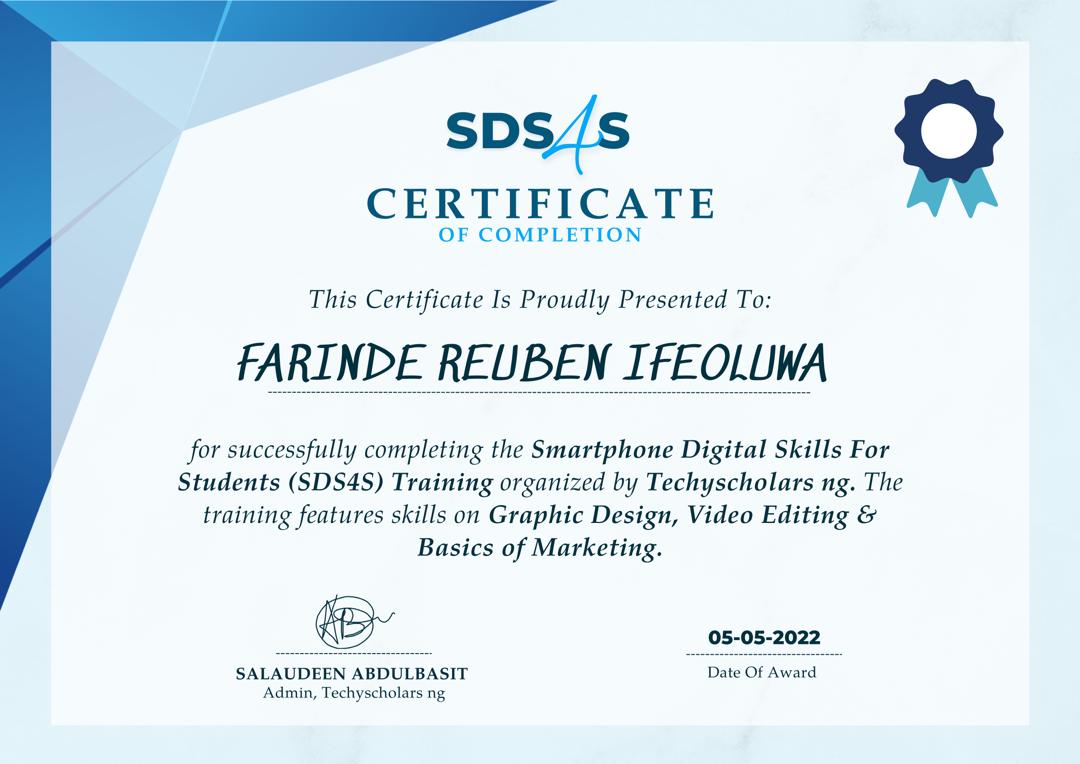 SDS4S
CERTIFICATE
OF COMPLETION
This Certificate Is Proudly Presented To:
FARINDE REUBEN IFEOLUWA
for successfully completing the Smartphone Digital Skills For
Students (SDS4S) Training organized by Techyscholars ng. The
training features skills on Graphic Design, Video Editing &
Basics of Marketing.
SALAUDEEN ABDULBASIT
Admin, Techyscholars ng
05-05-2022
Date Of Award